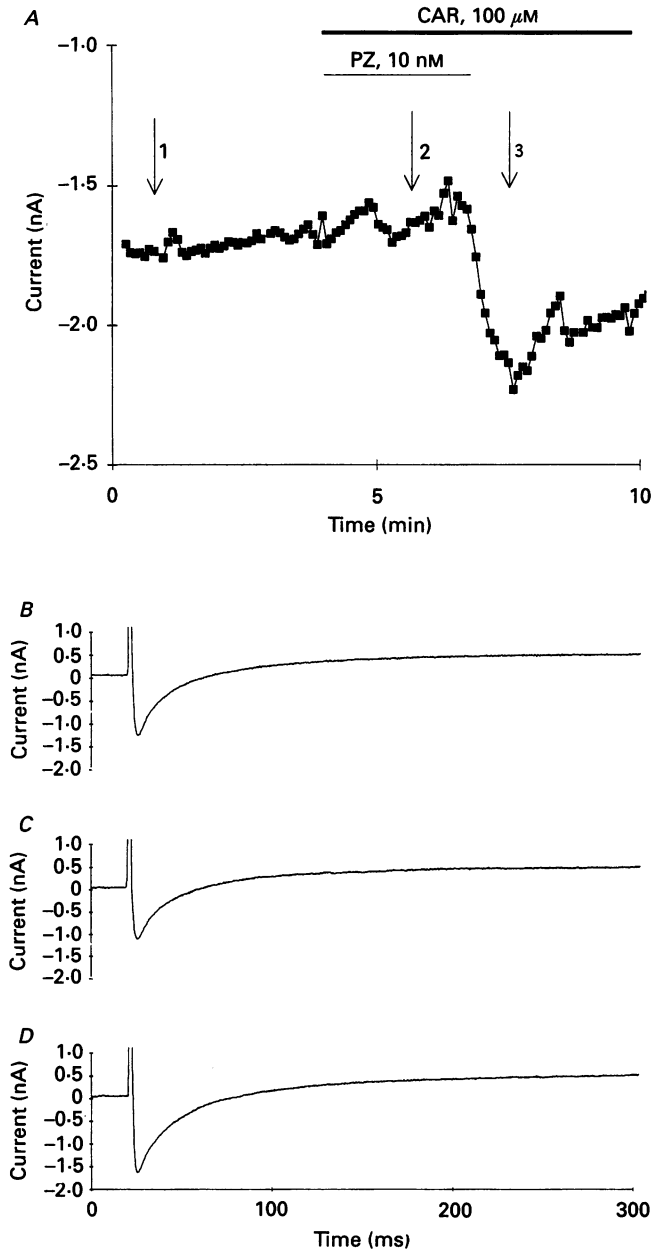 A
CAR, 100 μM
PZ, 10 nM
-1·0
1
2
3
-1·5
Current (nA)
-2·0
-2·5
0
5
10
Time (min)
B
1·0
0·5
0
-0·5
-1·0
-1·5
-2·0
Current (nA)
C
1·0
0·5
0
-0·5
-1·0
-1·5
-2·0
Current (nA)
D
1·0
0·5
0
-0·5
-1·0
-1·5
-2·0
Current (nA)
0
100
200
300
Time (ms)